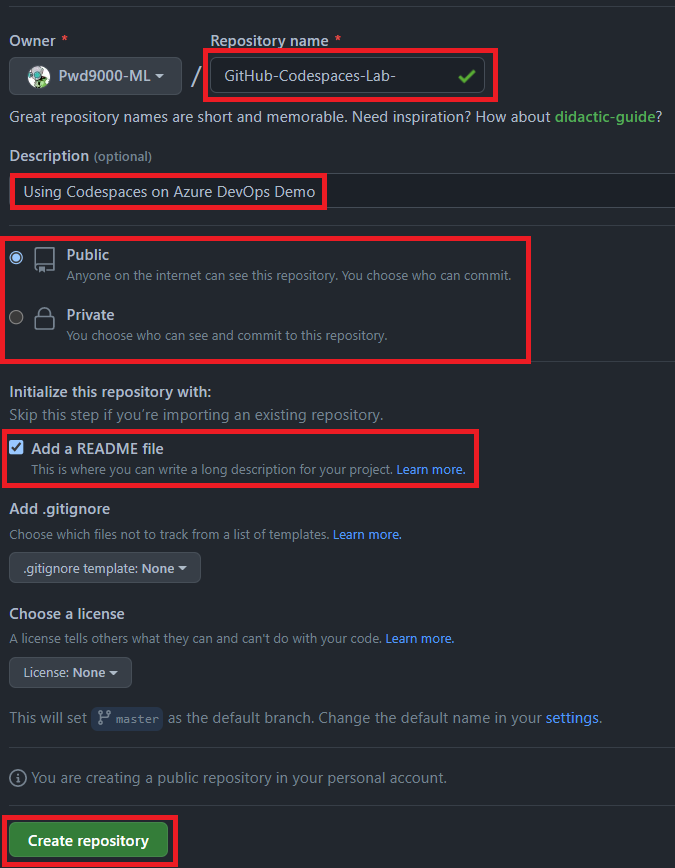 Owner * Repository name *
Pwd9000-ML / GitHub-Codespaces-Lab-
Great repository names are short and memorable. Need inspiration? How about didactic-guide?
Description (optional)
Using Codespaces on Azure DevOps Demo
Public
Anyone on the internet can see this repository. You choose who can commit.
Private
You choose who can see and commit to this repository.
Initialize this repository with:
Skip this step if you're importing an existing repository.
Add a README file
This is where you can write a long description for your project. Learn more.
Add .gitignore
Choose which files not to track from a list of templates. Learn more.
.gitignore template: None
Choose a license
A license tells others what they can and can't do with your code. Learn more.
License: None
This will set master as the default branch. Change the default name in your settings.
You are creating a public repository in your personal account.
Create repository